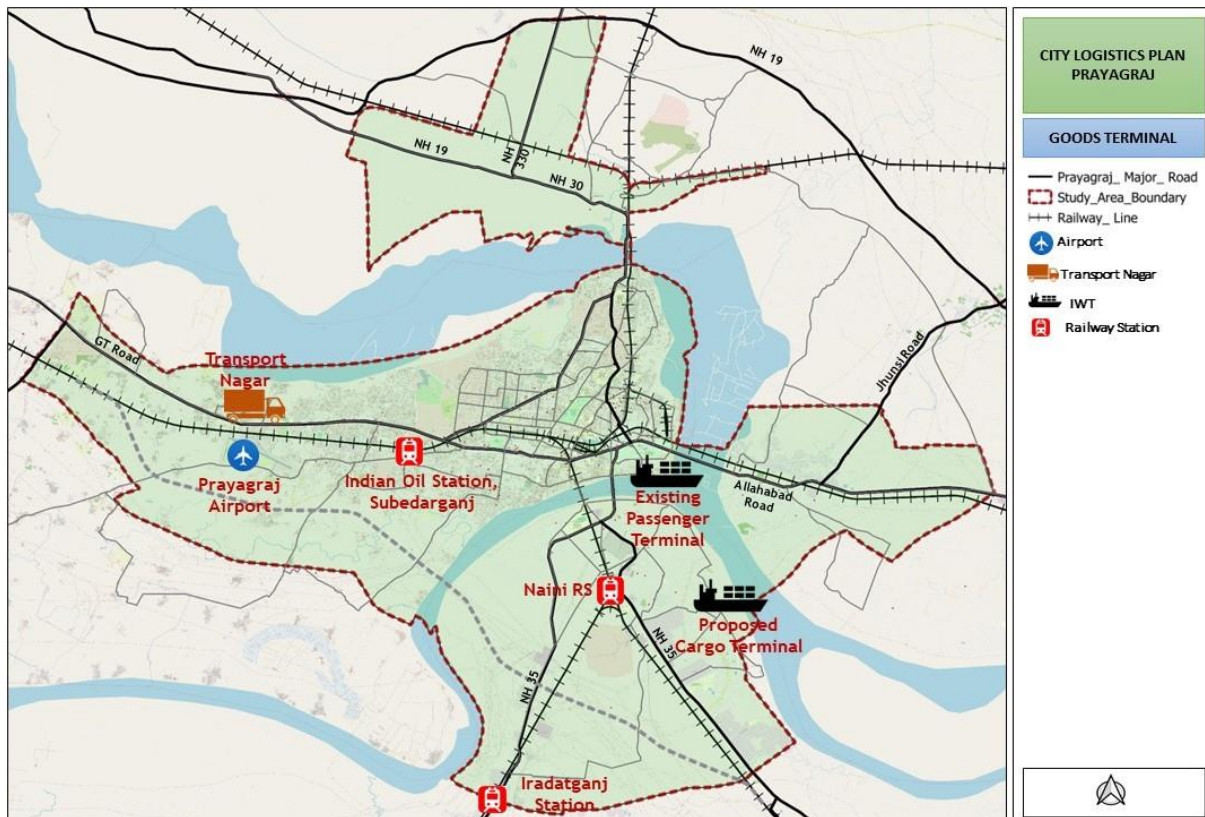 NH 19
NH
330
NH 19
NH 30
GT Road
Transport
Nagar
Jhunsi Road
Prayagraj
Airport
Indian Oil Station,
Subedarganj
Existing
Passenger
Terminal
Allahabad
Road
Naini RS
Proposed
Cargo Terminal
NH 35
NH 35
Iradatganj
Station
CITY LOGISTICS PLAN
PRAYAGRAJ
GOODS TERMINAL
Prayagraj_ Major_ Road
Study_Area_Boundary
Railway_ Line
Airport
Transport Nagar
IWT
Railway Station